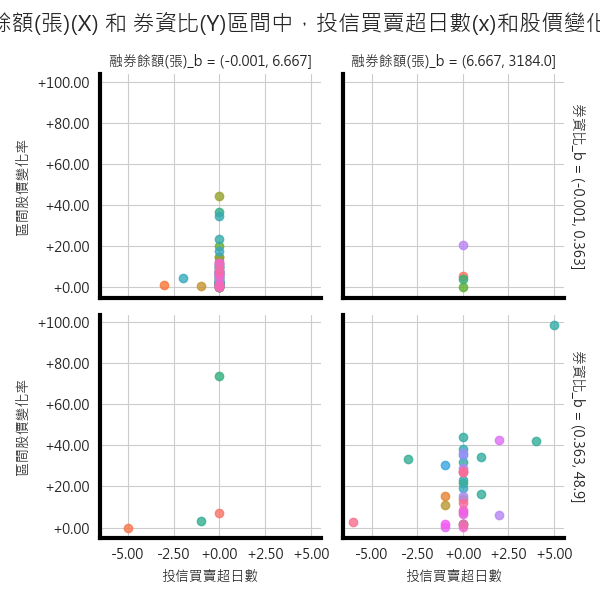 餘額(張)(X) 和 券資比(Y)區間中，投信買賣超日數(x)和股價變化
融券餘額(張)_b = (-0.001, 6.667]
融券餘額(張)_b = (6.667, 3184.0]
+100.00
+80.00
+60.00
+40.00
+20.00
+0.00
區間股價變化率
券資比_b = (-0.001, 0.363]
+100.00
+80.00
+60.00
+40.00
+20.00
+0.00
區間股價變化率
券資比_b = (0.363, 48.9]
-5.00 -2.50 +0.00 +2.50 +5.00
-5.00 -2.50 +0.00 +2.50 +5.00
投信買賣超日數
投信買賣超日數